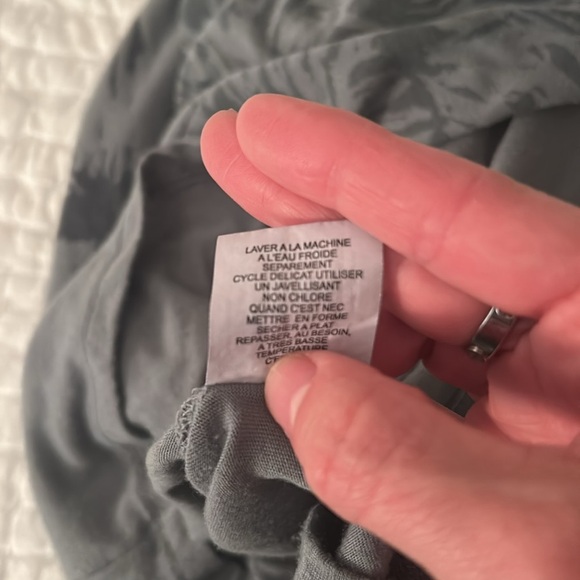 LAVER A LA MACHINE
A L'EAU FROIDE
SEPAREMENT
CYCLE DELICAT UTILISER
UN JAVELLISANT
NON CHLORE
QUAND C'EST NEC
METTRE EN FORME
SECHER A PLAT
REPASSER, AU BESOIN,
A TRES BASSE
TEMPERATURE